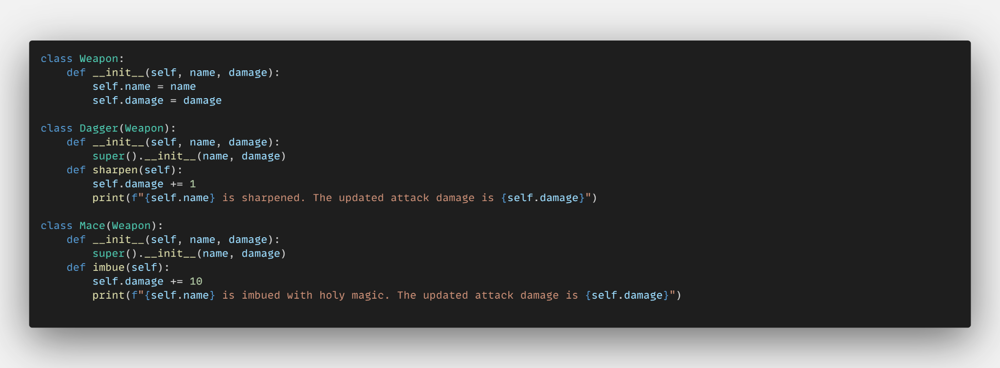 class Weapon:
    def __init__(self, name, damage):
        self.name = name
        self.damage = damage

class Dagger(Weapon):
    def __init__(self, name, damage):
        super().__init__(name, damage)
    def sharpen(self):
        self.damage += 1
        print(f"{self.name} is sharpened. The updated attack damage is {self.damage}")

class Mace(Weapon):
    def __init__(self, name, damage):
        super().__init__(name, damage)
    def imbue(self):
        self.damage += 10
        print(f"{self.name} is imbued with holy magic. The updated attack damage is {self.damage}")